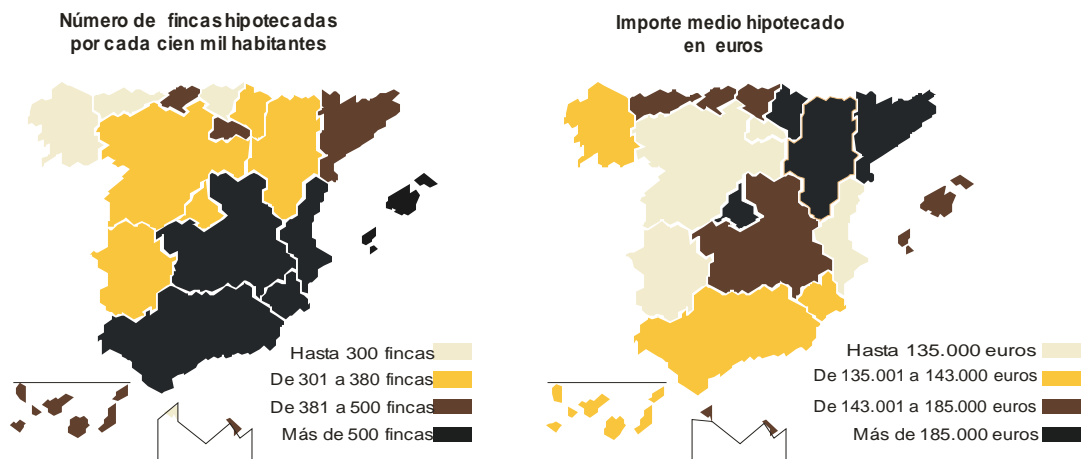 Número de fincas hipotecadas
por cada cien mil habitantes
Hasta 300 fincas
De 301 a 380 fincas
De 381 a 500 fincas
Más de 500 fincas
Importe medio hipotecado
en euros
Hasta 135.000 euros
De 135.001 a 143.000 euros
De 143.001 a 185.000 euros
Más de 185.000 euros